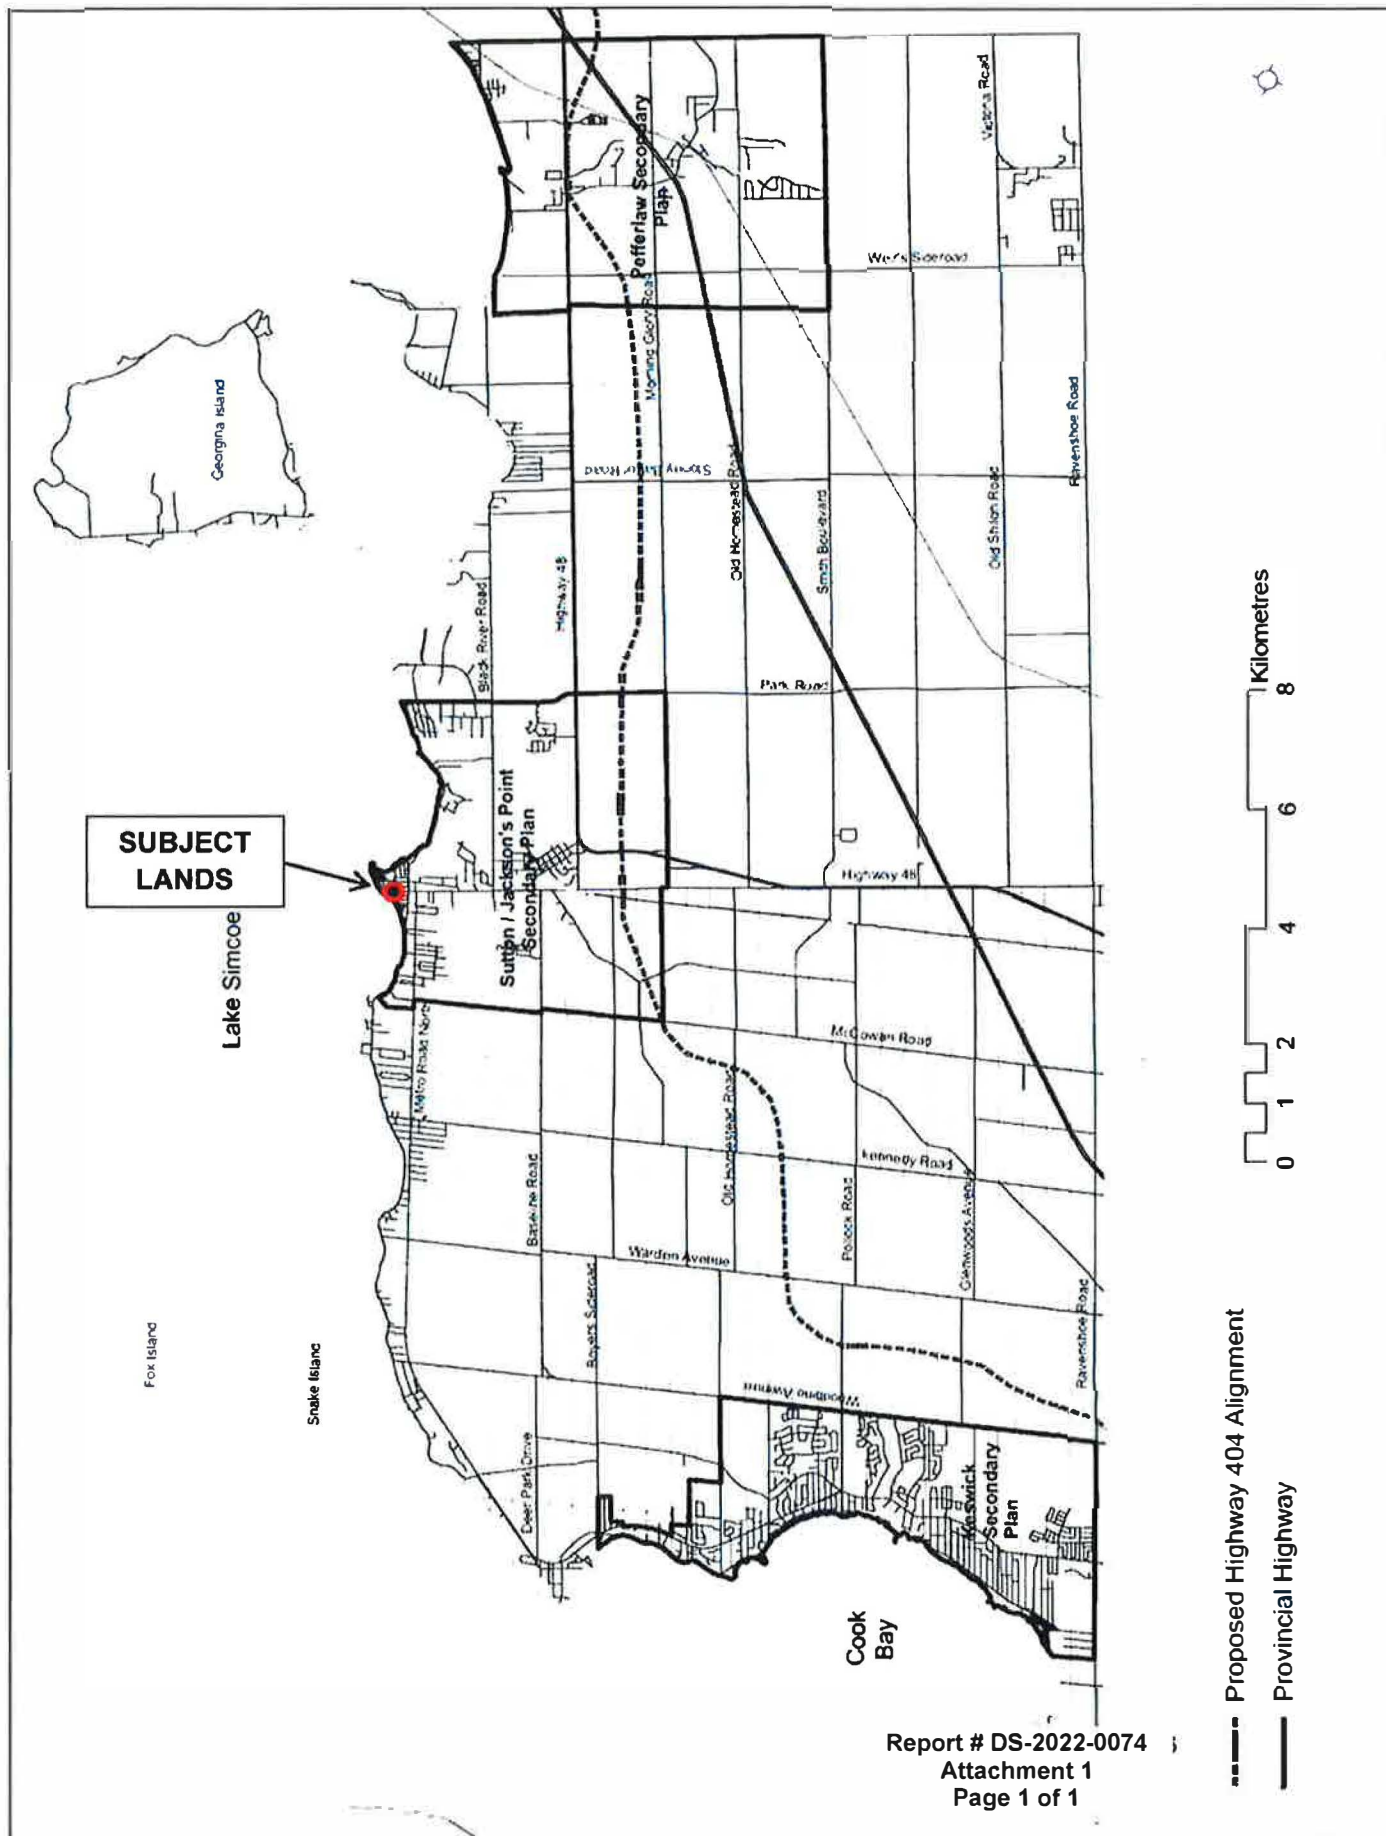 Georgina Island
SUBJECT
LANDS
Lake Simcoe
Fox Island
Snake Island
Cook
Bay
Pefferlaw Secondary
Plan
Sutton / Jackson's Point
Secondary Plan
Keswick
Secondary
Plan
Victoria Road
Weir's Sideroad
Morning Glory Road
Ravenshoe Road
Old Homestead Road
Old Shiloh Road
Smith Boulevard
Highway 48
Black River Road
Park Road
Highway 48
McCowan Road
Old Homestead Road
Baseline Road
Kennedy Road
Pollock Road
Glenwoods Avenue
Warden Avenue
Boyers Sideroad
Ravenshoe Road
Woodbine Avenue
Deer Park Drive
Kilometres
0 1 2 4 6 8
Proposed Highway 404 Alignment
Provincial Highway
Report # DS-2022-0074
Attachment 1
Page 1 of 1